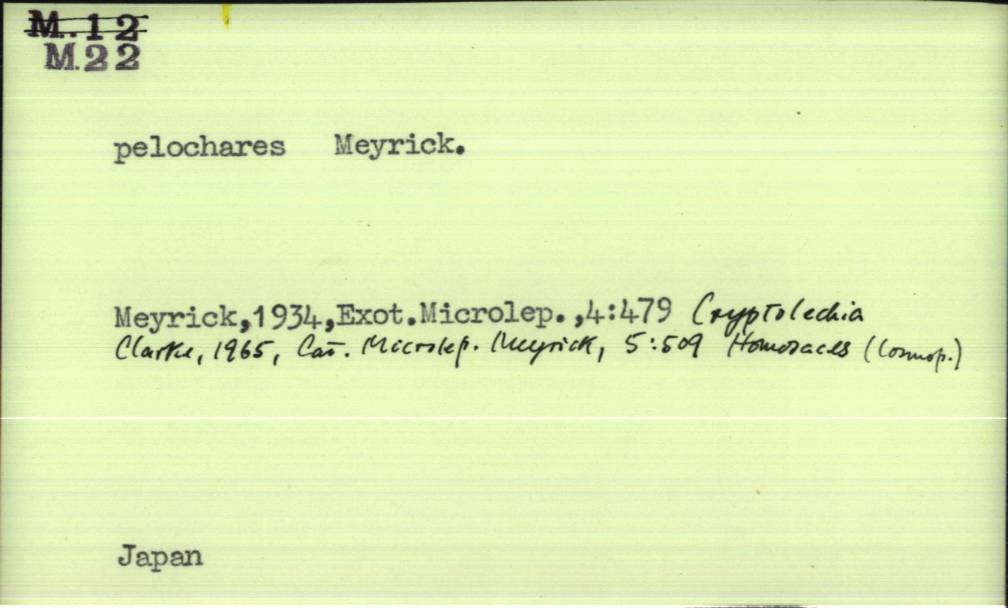 M.12
M.22
pelochares Meyrick.
Meyrick,1934,Exot.Microlep.,4:479 Cryptolechia
Clarke, 1965, Cat. Microlep. Meyrick, 5:509 Homosaces (Cosmop.)
Japan